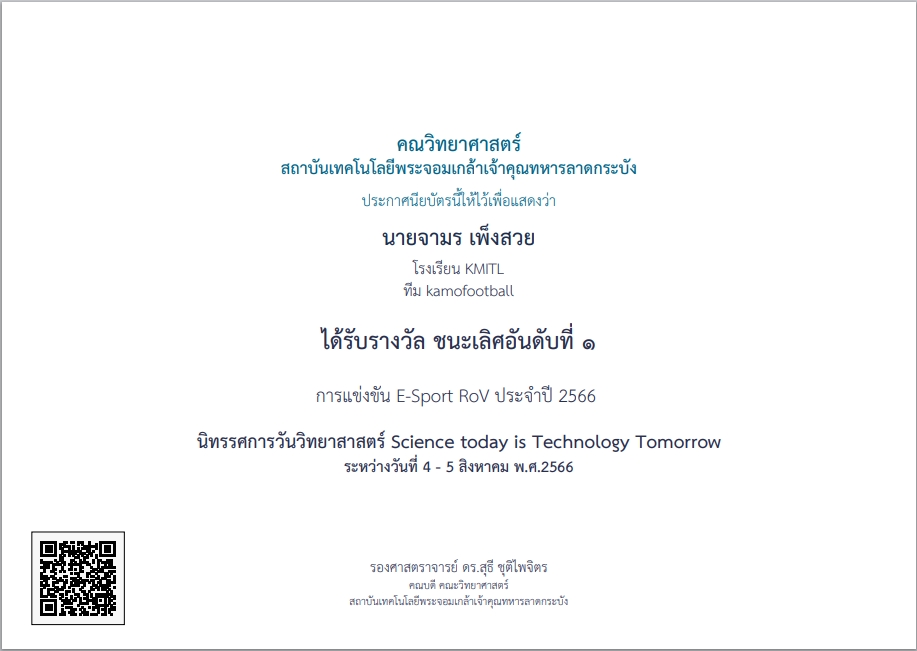 คณวิทยาศาสตร์
สถาบันเทคโนโลยีพระจอมเกล้าเจ้าคุณทหารลาดกระบัง
ประกาศนียบัตรนี้ให้ไว้เพื่อแสดงว่า
นายจามร เพ็งสวย
โรงเรียน KMITL
ทีม kamofootball
ได้รับรางวัล ชนะเลิศอันดับที่ ๑
การแข่งขัน E-Sport RoV ประจำปี 2566
นิทรรศการวันวิทยาสาสตร์ Science today is Technology Tomorrow
ระหว่างวันที่ 4 - 5 สิงหาคม พ.ศ.2566
รองศาสตราจารย์ ดร.สุธี ชุติไพจิตร
คณบดี คณะวิทยาศาสตร์
สถาบันเทคโนโลยีพระจอมเกล้าเจ้าคุณทหารลาดกระบัง